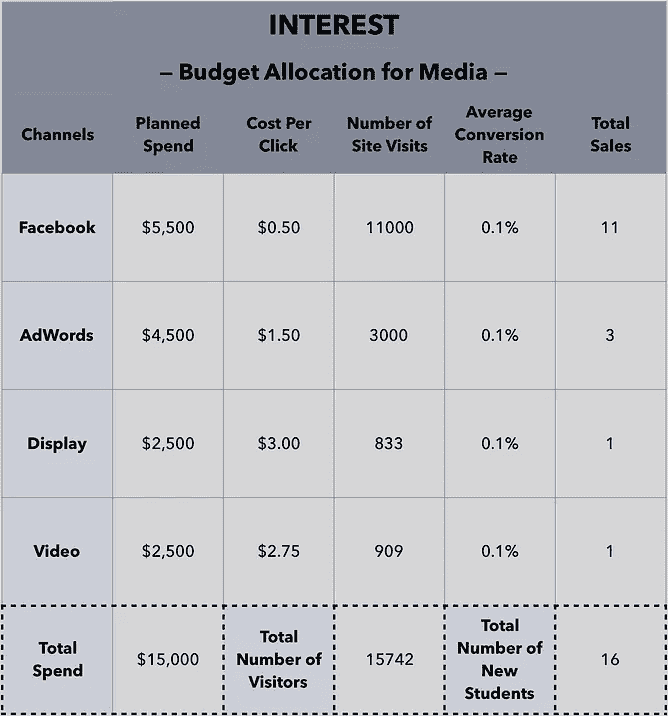 INTEREST
— Budget Allocation for Media —
Channels
Planned
Spend
Cost Per
Click
Number of
Site Visits
Average
Conversion
Rate
Total
Sales
Facebook
$5,500
$0.50
11000
0.1%
11
AdWords
$4,500
$1.50
3000
0.1%
3
Display
$2,500
$3.00
833
0.1%
1
Video
$2,500
$2.75
909
0.1%
1
Total
Spend
$15,000
Total
Number of
Visitors
15742
Total
Number of
New
Students
16